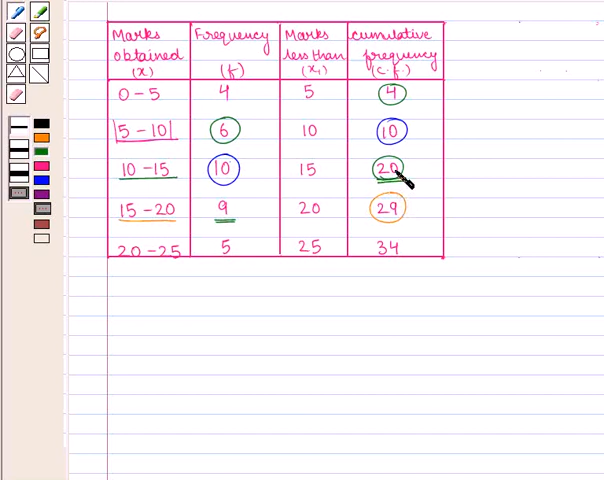 Marks obtained (x) Frequency (f) Marks less than (x₁) cumulative frequency (c.f.)
0 – 5 4 5 4
5 – 10 6 10 10
10 – 15 10 15 20
15 – 20 9 20 29
20 – 25 5 25 34